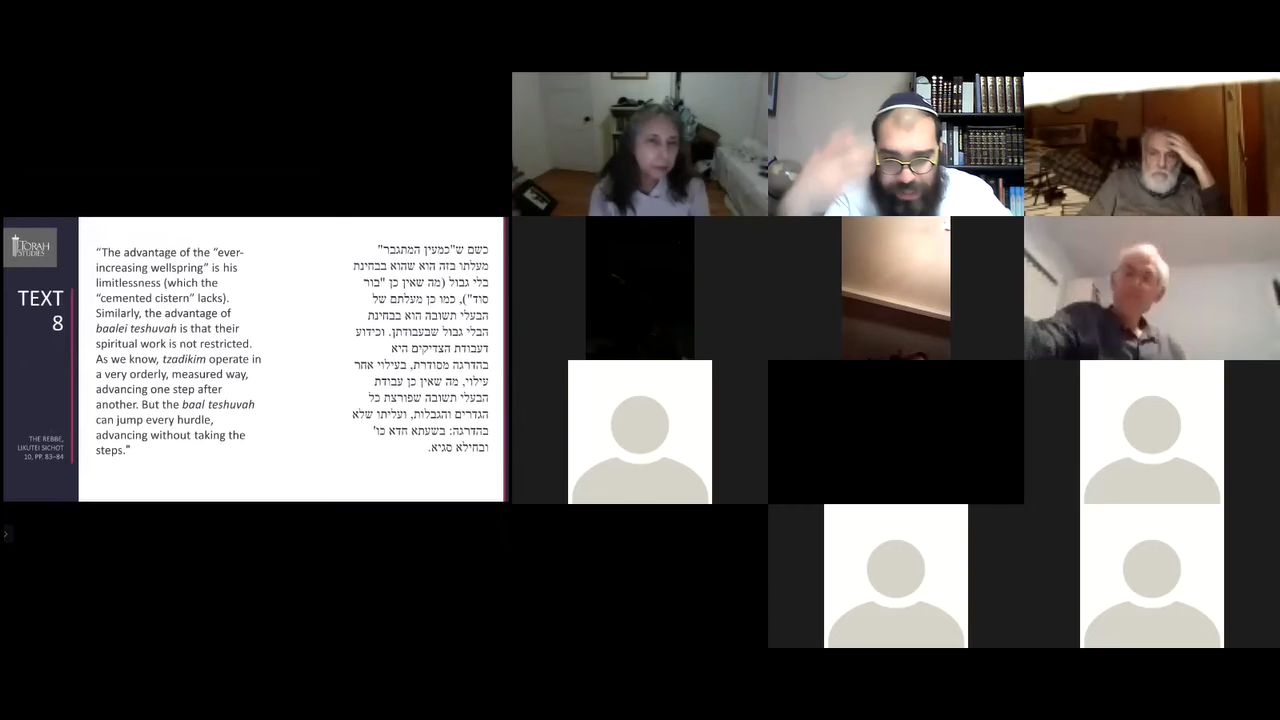 TORAH
STUDIES
TEXT
8
THE REBBE,
LIKUTEI SICHOT
10, PP. 83–84
“The advantage of the “ever-
increasing wellspring” is his
limitlessness (which the
“cemented cistern” lacks).
Similarly, the advantage of
baalei teshuvah is that their
spiritual work is not restricted.
As we know, tzadikim operate in
a very orderly, measured way,
advancing one step after
another. But the baal teshuvah
can jump every hurdle,
advancing without taking the
steps.”
כשם ש"כמעין המתגבר"
מעלתו בזה הוא שהוא בבחינת
בלי גבול (מה שאין כן "בור
סוד"), כמו כן מעלתם של
הבעלי תשובה הוא בבחינת
הבלי גבול שבעבודתן. וכידוע
דעבודת הצדיקים היא
בהדרגה מסודרת, בעילוי אחר
עילוי, מה שאין כן עבודת
הבעלי תשובה שפורצת כל
הגדרים והגבלות, ועליתו שלא
בהדרגה: בשעתא חדא כו'
ובחילא סגיא.